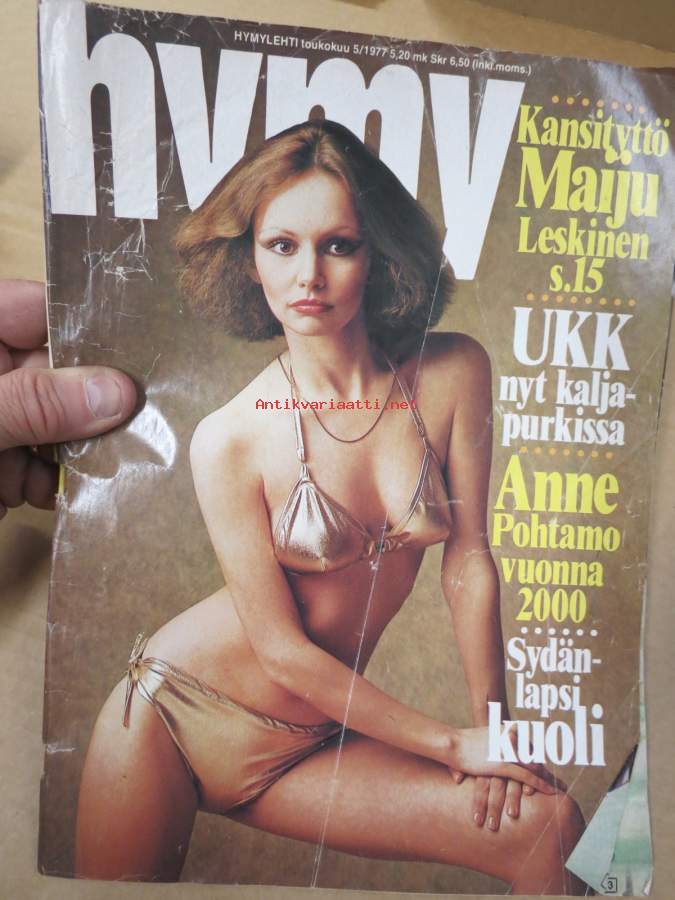 HYMYLEHTI toukokuu 5/1977 5,20 mk Skr 6,50 (inkl.moms.)
hymy
Kansityttö
Maiju
Leskinen
s.15
UKK
nyt kalja-
purkissa
Antikvariaatti.net
Anne
Pohtamo
vuonna
2000
Sydän-
lapsi
kuoli
3